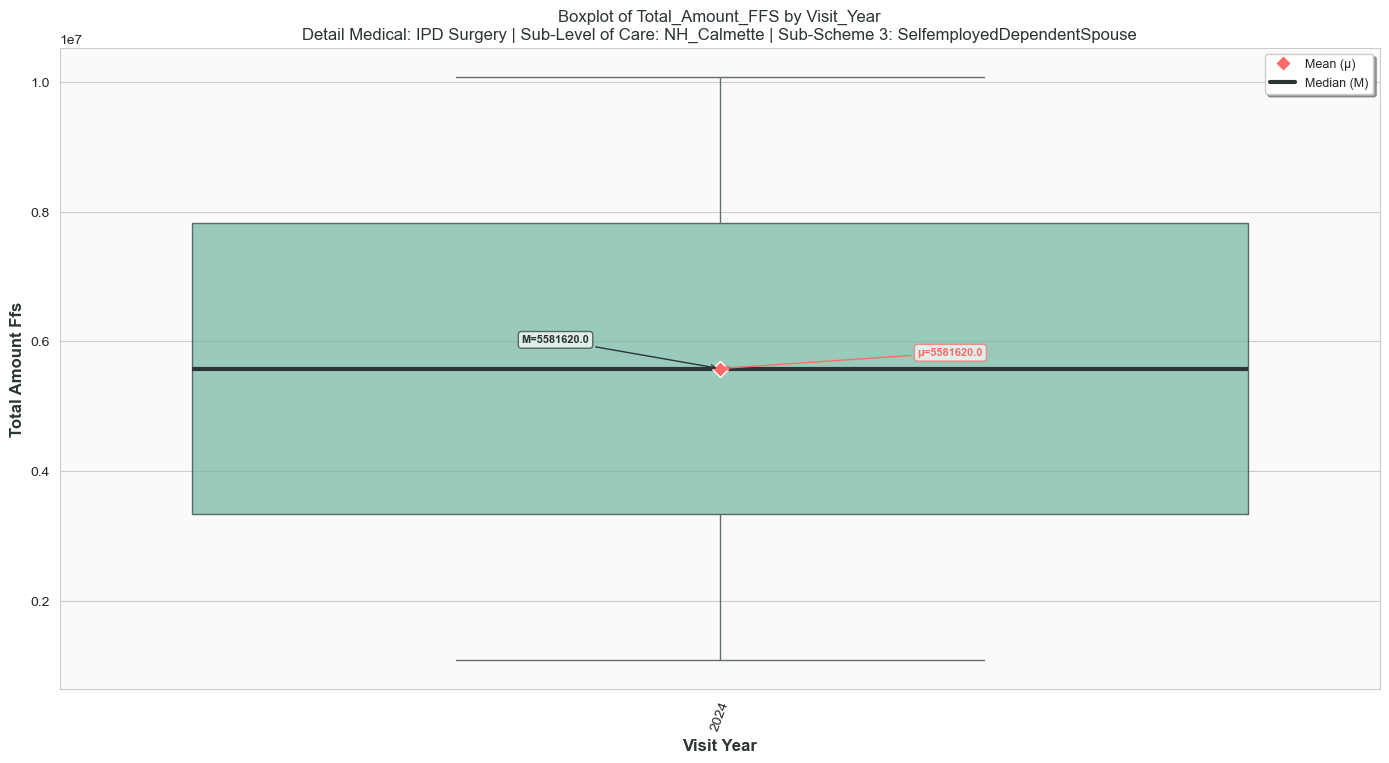 Boxplot of Total_Amount_FFS by Visit_Year
Detail Medical: IPD Surgery | Sub-Level of Care: NH_Calmette | Sub-Scheme 3: SelfemployedDependentSpouse
1e7
Mean (μ)
Median (M)
1.0
0.8
0.6
0.4
0.2
Total Amount Ffs
M=5581620.0
μ=5581620.0
2024
Visit Year